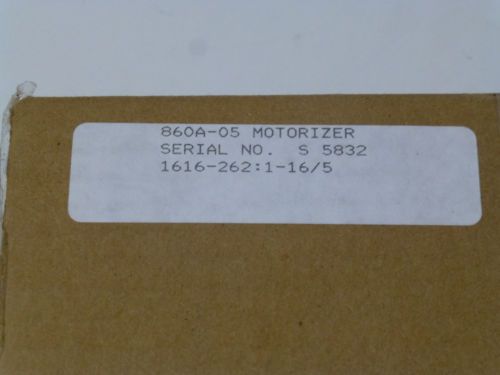 860A-05 MOTORIZER
SERIAL NO. S 5832
1616-262:1-16/5